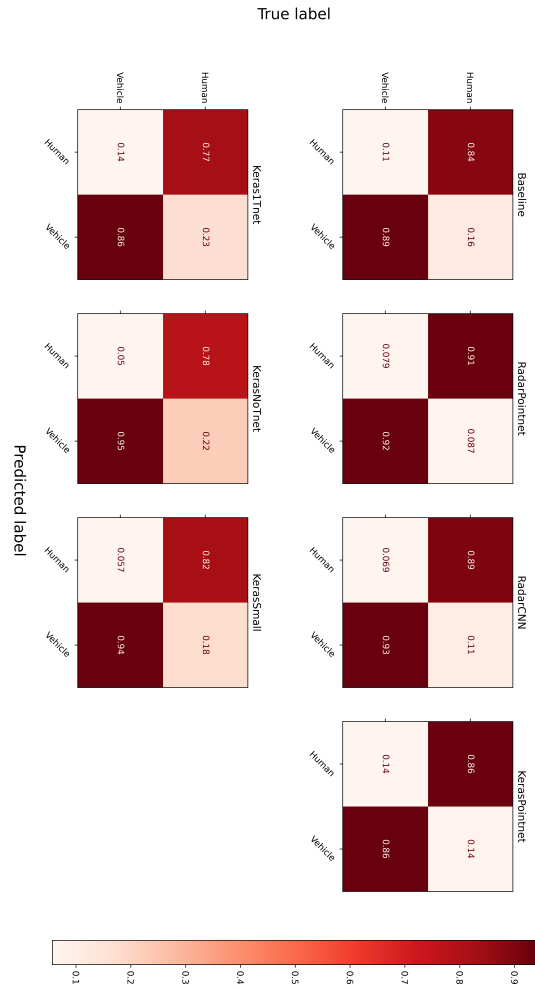 True label
Predicted label
Baseline
Human
Vehicle
0.84
0.16
0.11
0.89
Human
Vehicle
RadarPointnet
0.91
0.087
0.079
0.92
Human
Vehicle
RadarCNN
0.89
0.11
0.069
0.93
Human
Vehicle
KerasPointnet
0.86
0.14
0.14
0.86
Human
Vehicle
Keras1Tnet
Human
Vehicle
0.77
0.23
0.14
0.86
Human
Vehicle
KerasNoTnet
0.78
0.22
0.05
0.95
Human
Vehicle
KerasSmall
0.82
0.18
0.057
0.94
Human
Vehicle
0.9
0.8
0.7
0.6
0.5
0.4
0.3
0.2
0.1